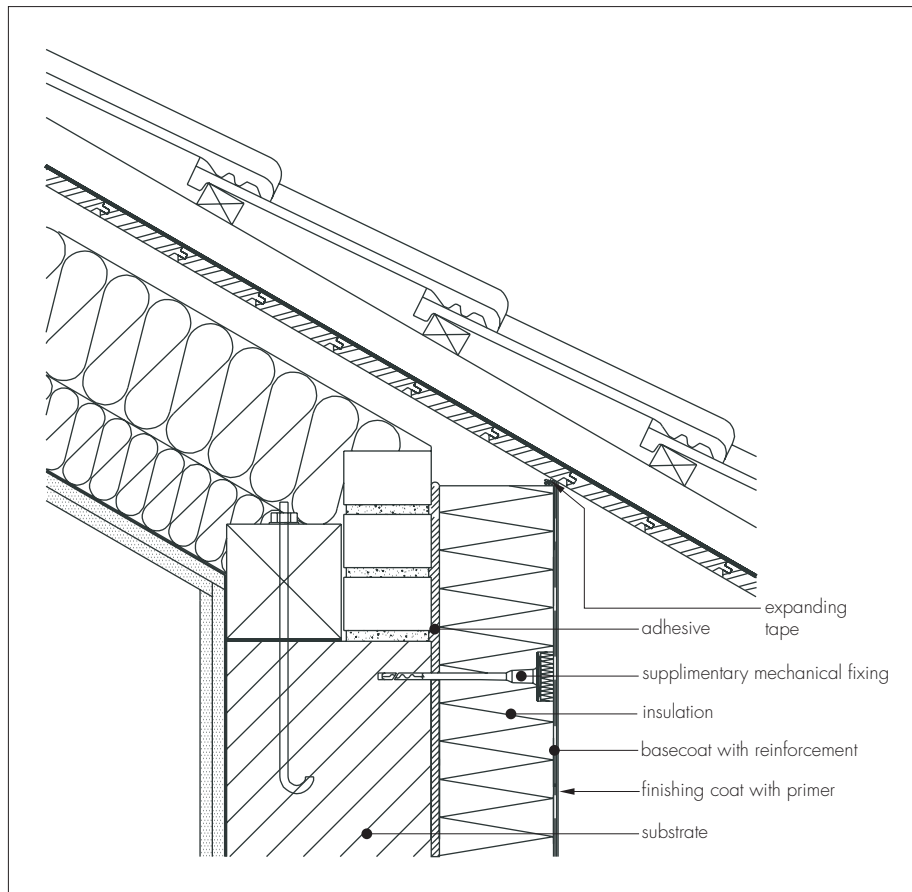 expanding
tape
adhesive
supplimentary mechanical fixing
insulation
basecoat with reinforcement
finishing coat with primer
substrate